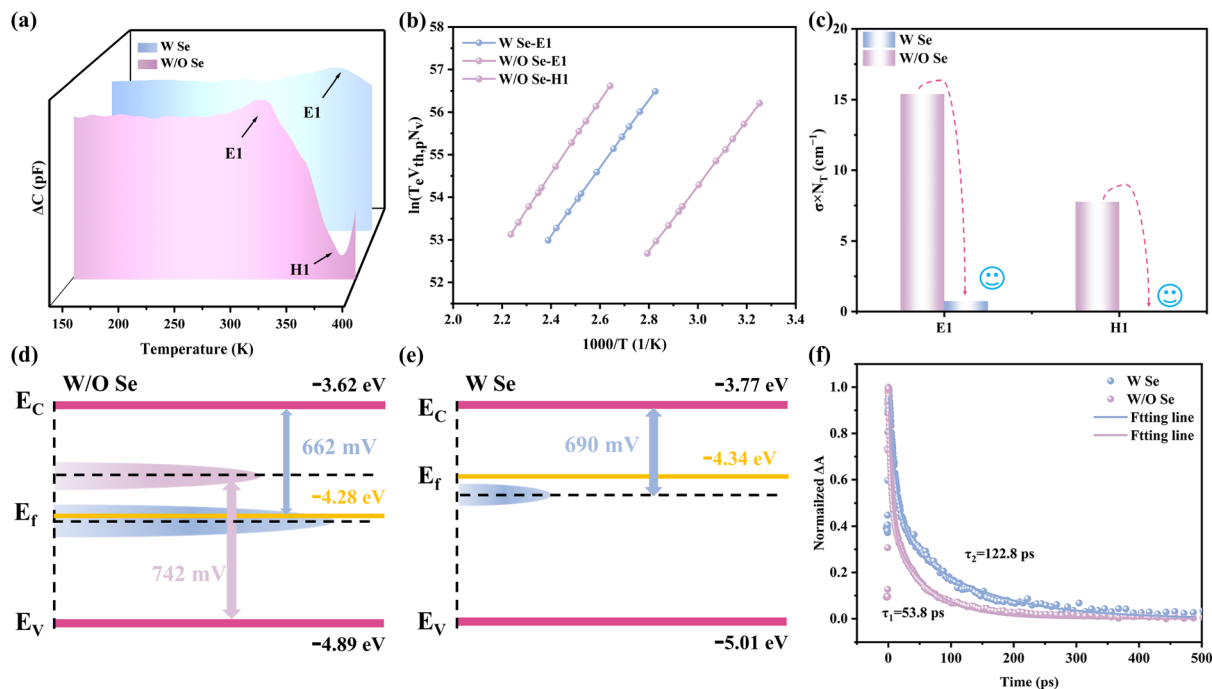 (a)
W Se
W/O Se
E1
E1
H1
ΔC (pF)
150 200 250 300 350 400
Temperature (K)
(b)
W Se-E1
W/O Se-E1
W/O Se-H1
ln(TeVth,pNv)
57
56
55
54
53
52
2.0 2.2 2.4 2.6 2.8 3.0 3.2 3.4
1000/T (1/K)
(c)
W Se
W/O Se
σ×NT (cm⁻¹)
20
15
10
5
0
E1 H1
(d)
W/O Se
−3.62 eV
EC
662 mV
−4.28 eV
Ef
742 mV
EV
−4.89 eV
(e)
W Se
−3.77 eV
EC
690 mV
−4.34 eV
Ef
EV
−5.01 eV
(f)
W Se
W/O Se
Ftting line
Ftting line
Normalized ΔA
1.0
0.8
0.6
0.4
0.2
0.0
τ2=122.8 ps
τ1=53.8 ps
0 100 200 300 400 500
Time (ps)